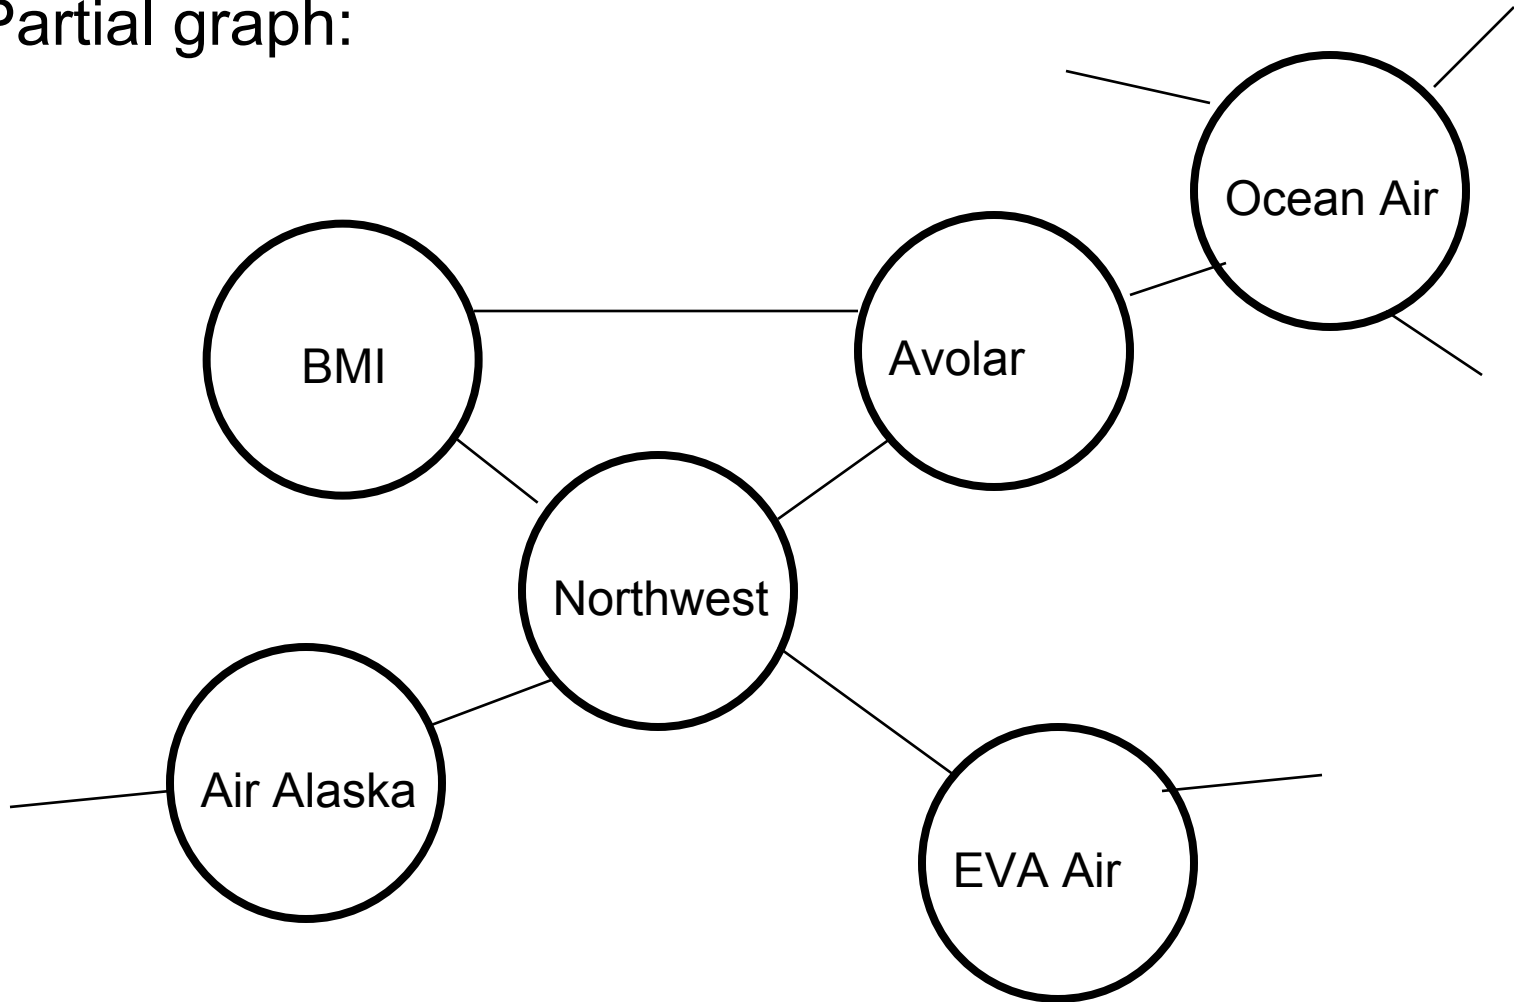 Partial graph:
Ocean Air
BMI
Avolar
Northwest
Air Alaska
EVA Air